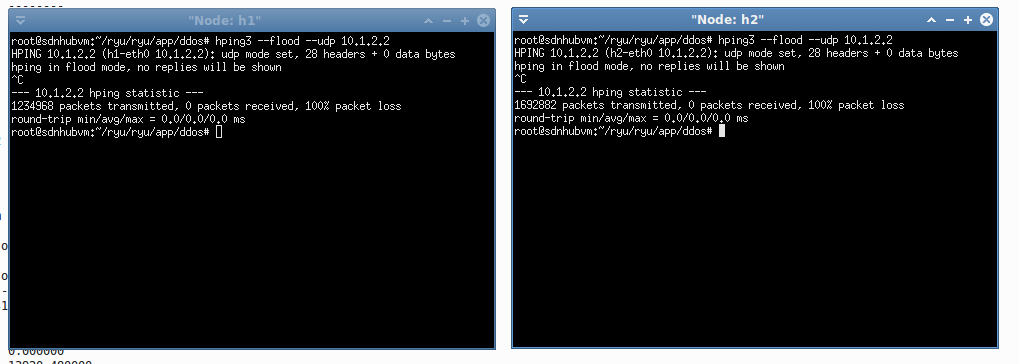 "Node: h1"
root@sdnhubvm:~/ryu/ryu/app/ddos# hping3 --flood --udp 10.1.2.2
HPING 10.1.2.2 (h1-eth0 10.1.2.2): udp mode set, 28 headers + 0 data bytes
hping in flood mode, no replies will be shown
^C
--- 10.1.2.2 hping statistic ---
1234968 packets transmitted, 0 packets received, 100% packet loss
round-trip min/avg/max = 0.0/0.0/0.0 ms
root@sdnhubvm:~/ryu/ryu/app/ddos#
"Node: h2"
root@sdnhubvm:~/ryu/ryu/app/ddos# hping3 --flood --udp 10.1.2.2
HPING 10.1.2.2 (h2-eth0 10.1.2.2): udp mode set, 28 headers + 0 data bytes
hping in flood mode, no replies will be shown
^C
--- 10.1.2.2 hping statistic ---
1692882 packets transmitted, 0 packets received, 100% packet loss
round-trip min/avg/max = 0.0/0.0/0.0 ms
root@sdnhubvm:~/ryu/ryu/app/ddos#